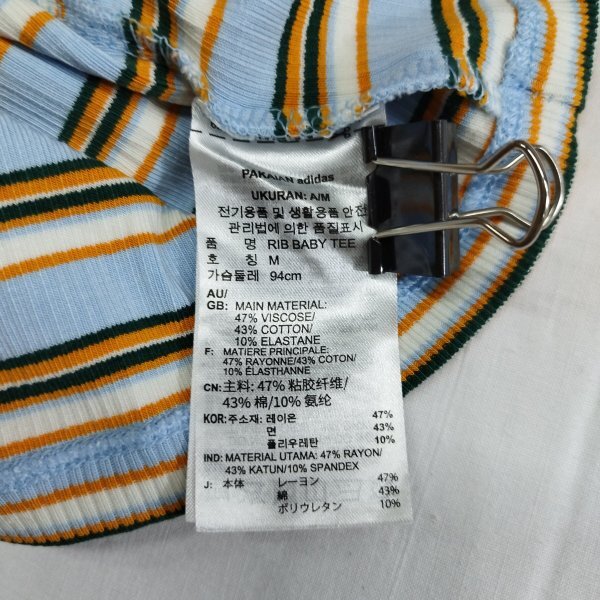 PAKAIAN adidas
UKURAN: A/M
전기용품 및 생활용품 안전
관리법에 의한 품질표시
품 명 RIB BABY TEE
호 칭 M
가슴둘레 94cm
AU/
GB: MAIN MATERIAL:
47% VISCOSE/
43% COTTON/
10% ELASTANE
F: MATIERE PRINCIPALE:
47% RAYONNE/43% COTON/
10% ÉLASTHANNE
CN: 主料: 47% 粘胶纤维/
43% 棉/10% 氨纶
KOR: 주소재: 레이온 47%
면 43%
폴리우레탄 10%
IND: MATERIAL UTAMA: 47% RAYON/
43% KATUN/10% SPANDEX
J: 本体 レーヨン 47%
綿 43%
ポリウレタン 10%